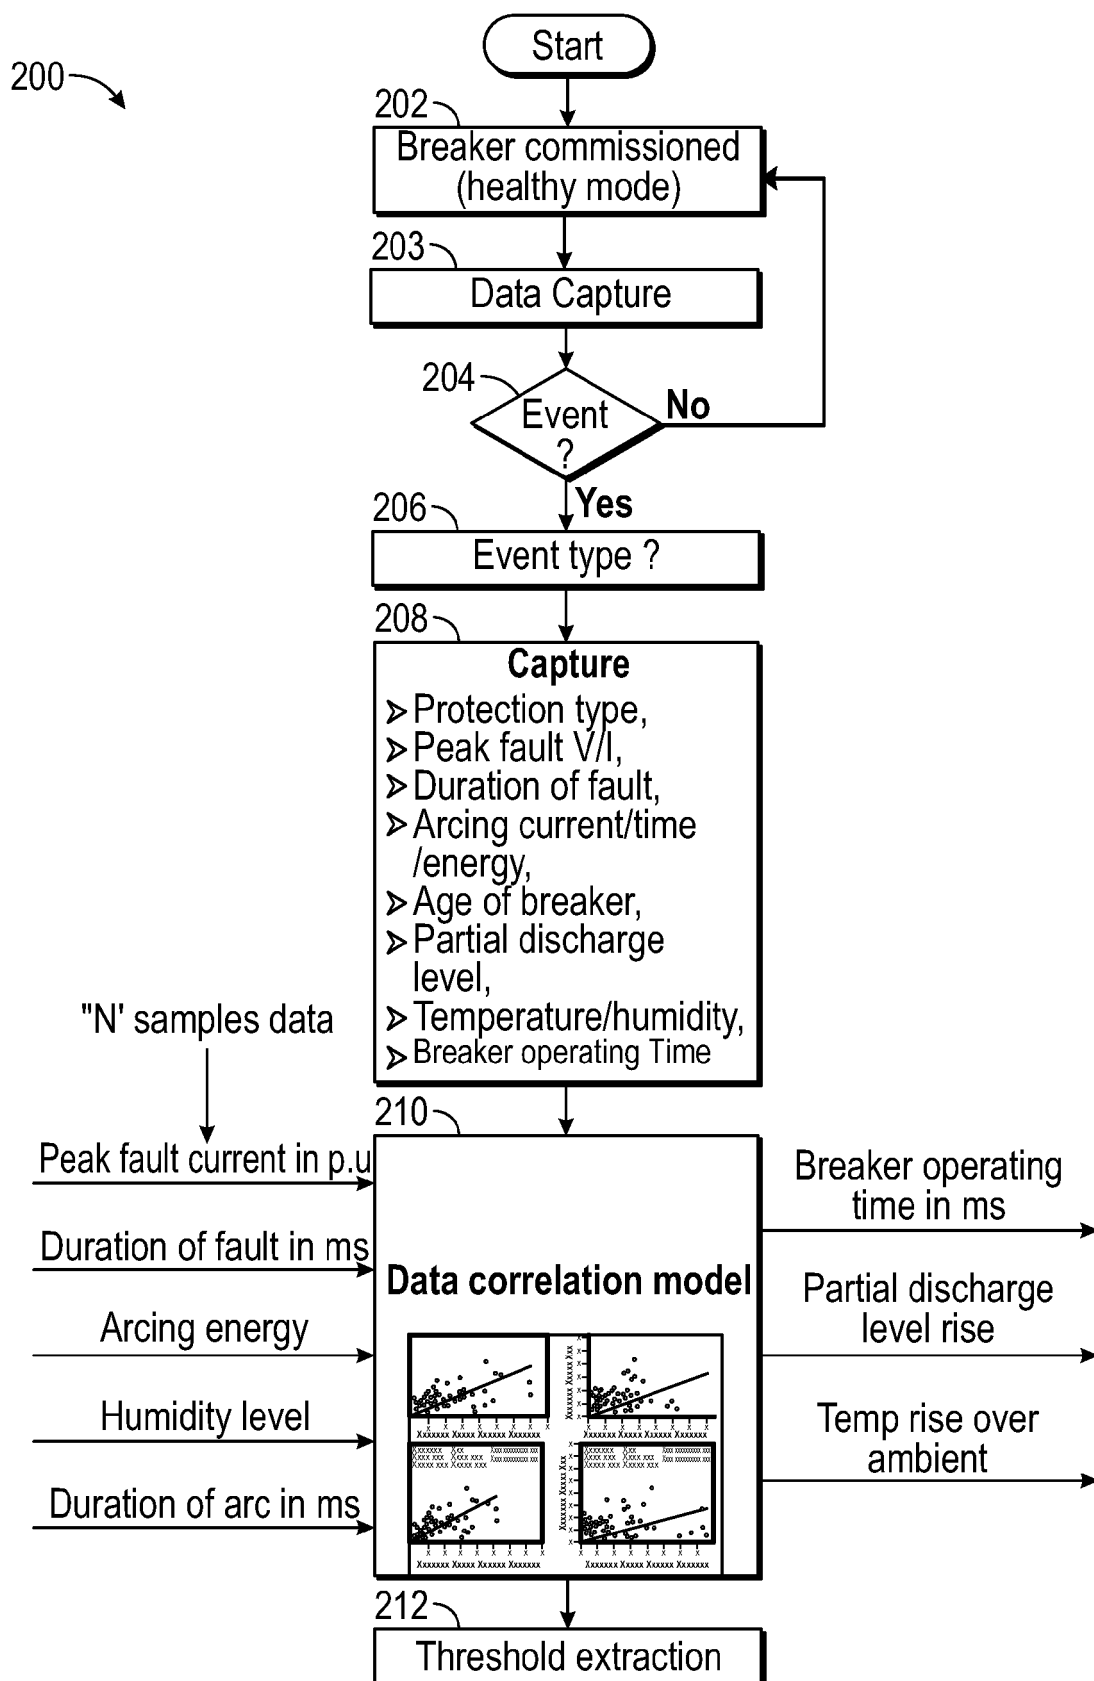 Start
200
202
Breaker commissioned
(healthy mode)
203
Data Capture
204
Event
?
No
Yes
206
Event type ?
208
Capture
Protection type,
Peak fault V/I,
Duration of fault,
Arcing current/time
/energy,
Age of breaker,
Partial discharge
level,
Temperature/humidity,
Breaker operating Time
"N' samples data
210
Peak fault current in p.u
Duration of fault in ms
Arcing energy
Humidity level
Duration of arc in ms
Data correlation model
Breaker operating
time in ms
Partial discharge
level rise
Temp rise over
ambient
212
Threshold extraction